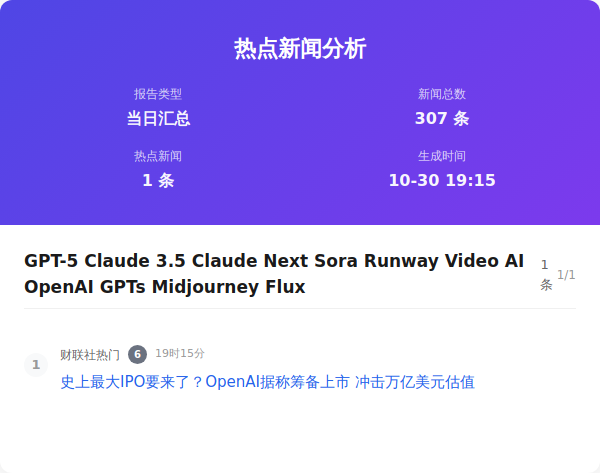 热点新闻分析
报告类型
新闻总数
当日汇总
307 条
热点新闻
生成时间
1 条
10-30 19:15
GPT-5 Claude 3.5 Claude Next Sora Runway Video AI
OpenAI GPTs Midjourney Flux
1
条
1/1
1
财联社热门 6 19时15分
史上最大IPO要来了？OpenAI据称筹备上市 冲击万亿美元估值